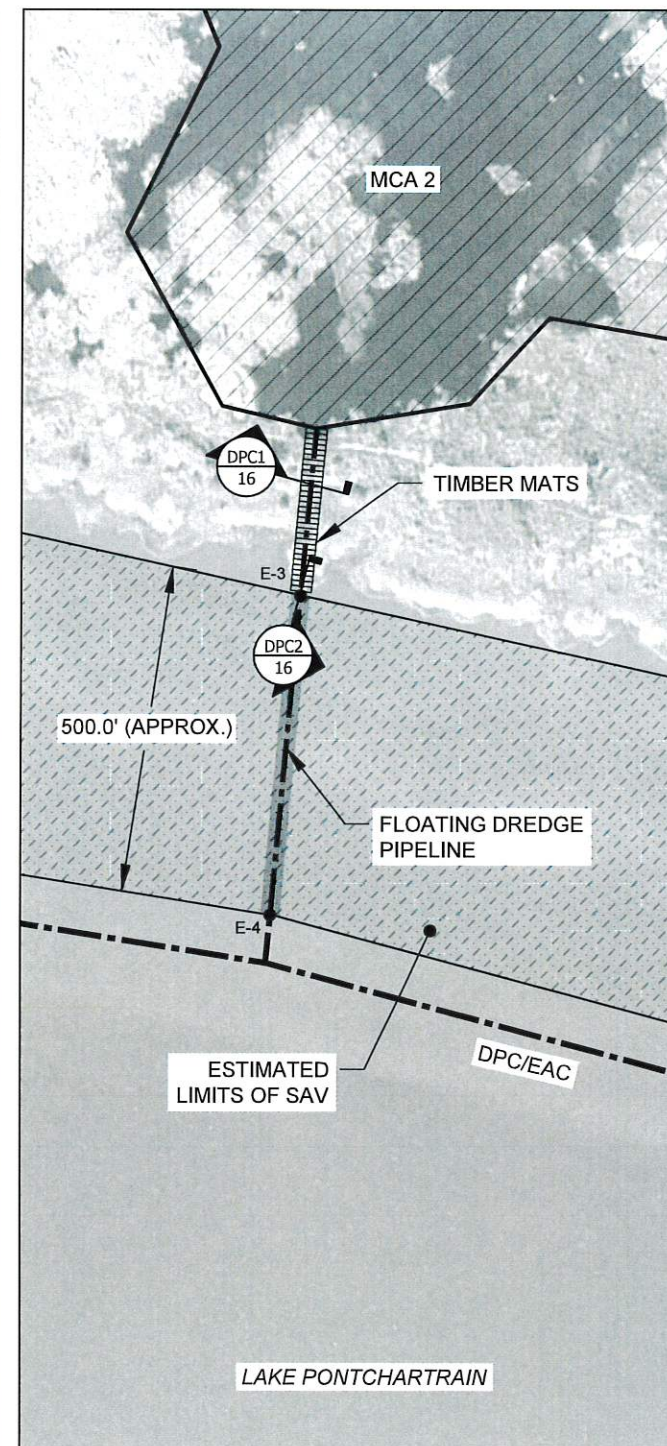 MCA 2
DPC1
16
TIMBER MATS
E-3
DPC2
16
500.0' (APPROX.)
FLOATING DREDGE
PIPELINE
E-4
DPC/EAC
ESTIMATED
LIMITS OF SAV
LAKE PONTCHARTRAIN